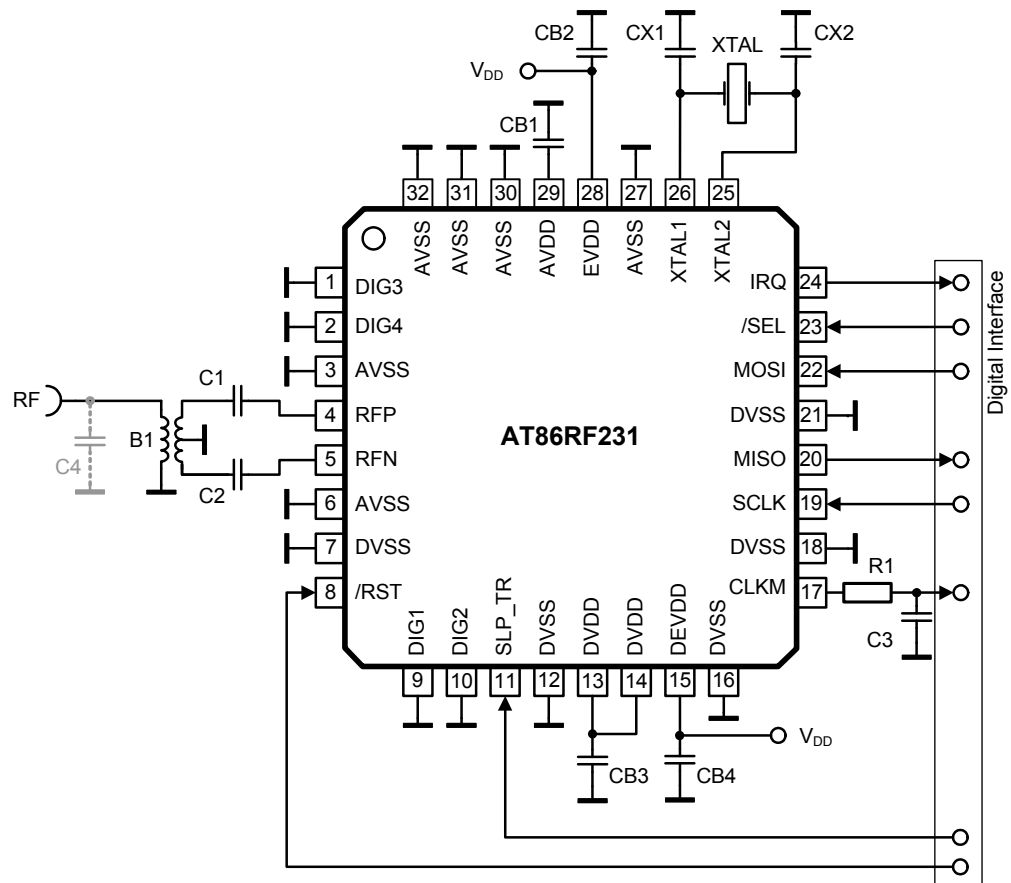 CB2
CX1
XTAL
CX2
VDD
CB1
32
31
30
29
28
27
26
25
AVSS
AVSS
AVSS
AVDD
EVDD
AVSS
XTAL1
XTAL2
1
DIG3
2
DIG4
3
AVSS
4
RFP
5
RFN
6
AVSS
7
DVSS
8
/RST
RF
C4
B1
C1
C2
AT86RF231
IRQ
24
/SEL
23
MOSI
22
DVSS
21
MISO
20
SCLK
19
DVSS
18
CLKM
17
R1
C3
Digital Interface
DIG1
DIG2
SLP_TR
DVSS
DVDD
DVDD
DEVDD
DVSS
9
10
11
12
13
14
15
16
CB3
CB4
VDD